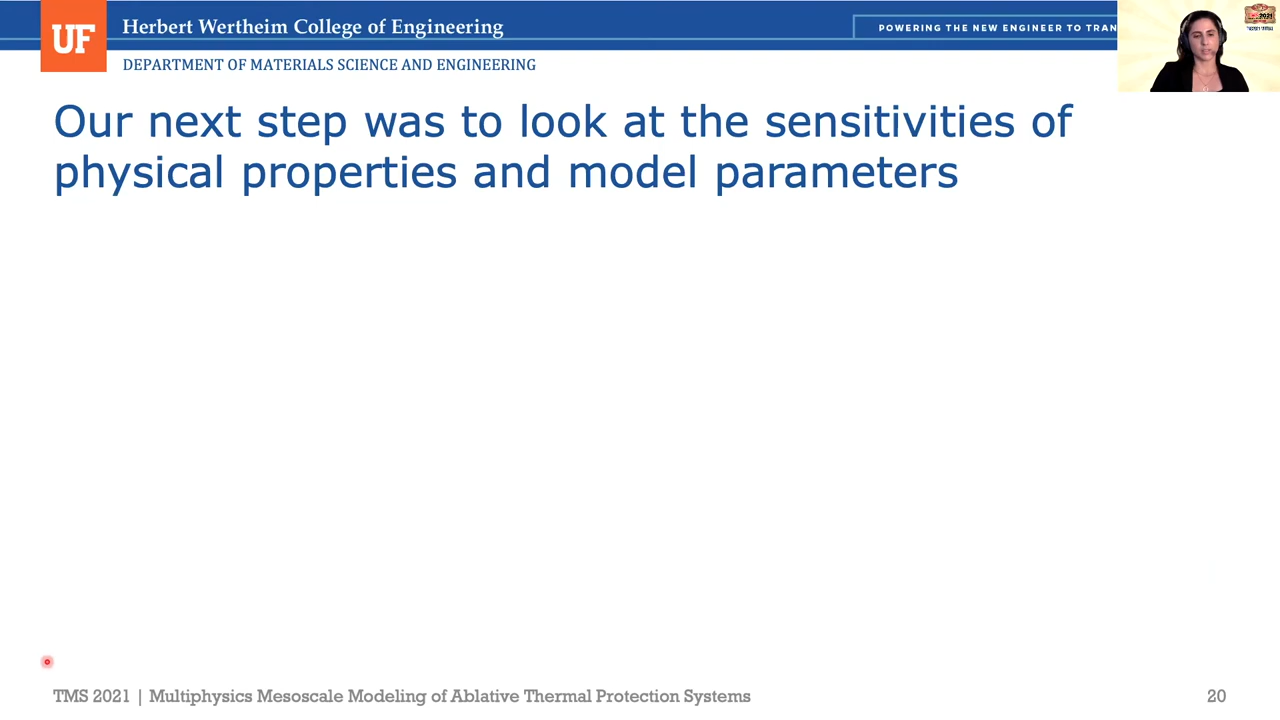 UF
Herbert Wertheim College of Engineering
POWERING THE NEW ENGINEER TO TRAN
DEPARTMENT OF MATERIALS SCIENCE AND ENGINEERING
Our next step was to look at the sensitivities of
physical properties and model parameters
TMS 2021 | Multiphysics Mesoscale Modeling of Ablative Thermal Protection Systems
20